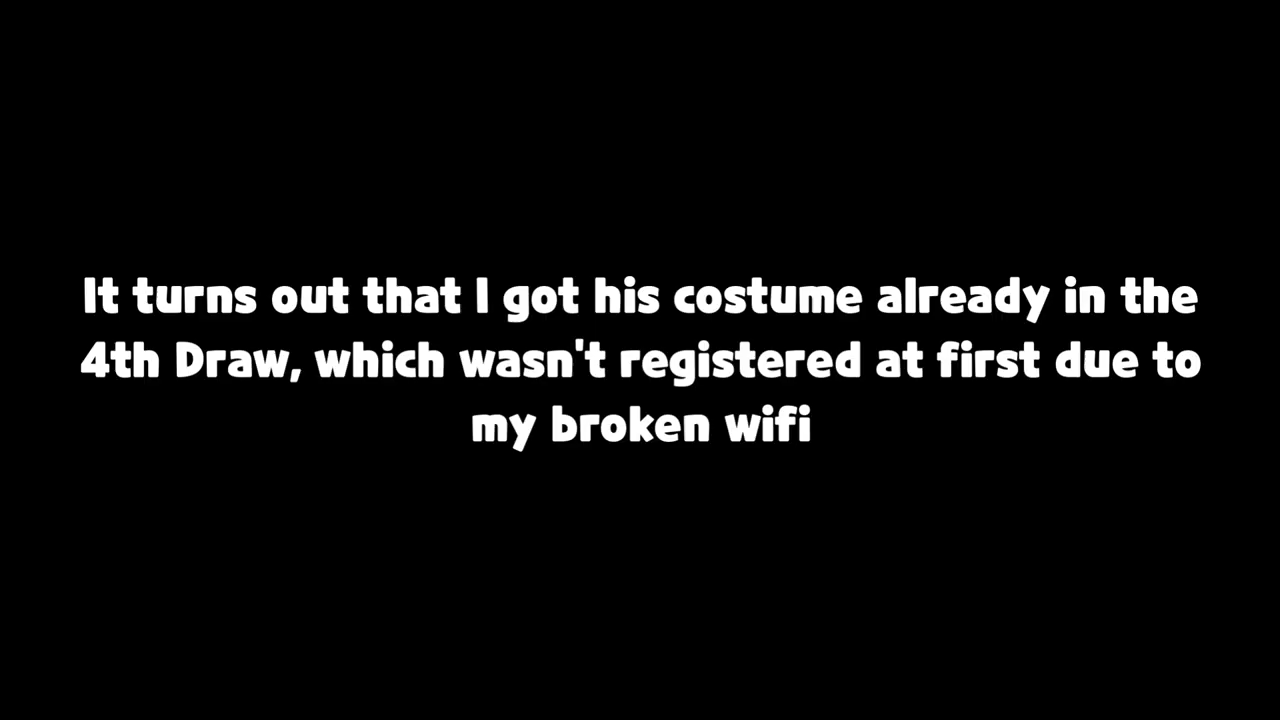 It turns out that I got his costume already in the
4th Draw, which wasn't registered at first due to
my broken wifi